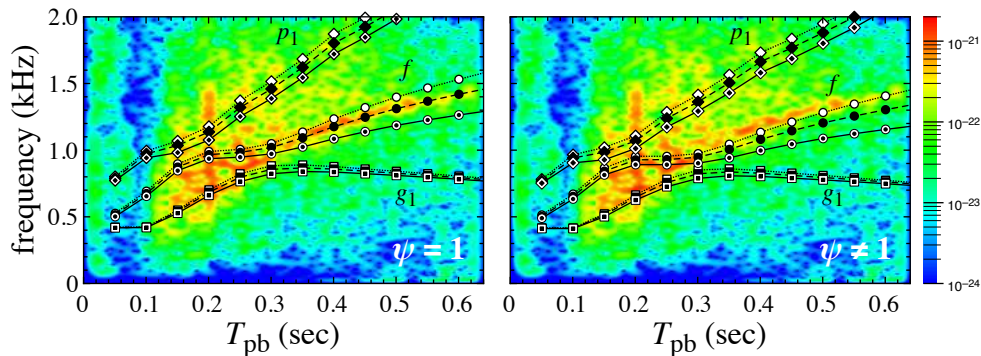 2.0
1.5
1.0
0.5
0
frequency (kHz)
p1
f
g1
ψ = 1
0 0.1 0.2 0.3 0.4 0.5 0.6
Tpb (sec)
p1
f
g1
ψ ≠ 1
0 0.1 0.2 0.3 0.4 0.5 0.6
Tpb (sec)
10⁻²¹
10⁻²²
10⁻²³
10⁻²⁴